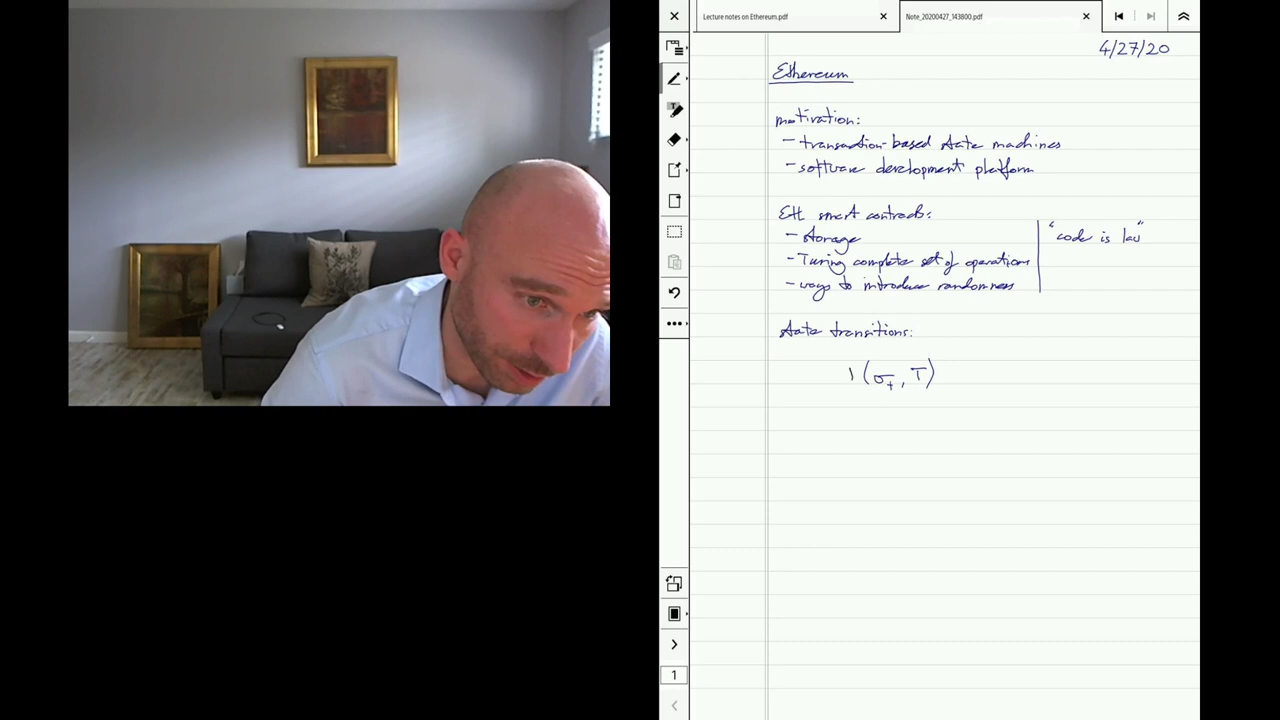 Lecture notes on Ethereum.pdf
Note_20200427_143800.pdf
4/27/20
Ethereum
motivation:
- transaction-based state machines
- software development platform
ETH smart contracts:
- storage
- Turing complete set of operations
- ways to introduce randomness
"code is law"
state transitions:
(σt, T)
1